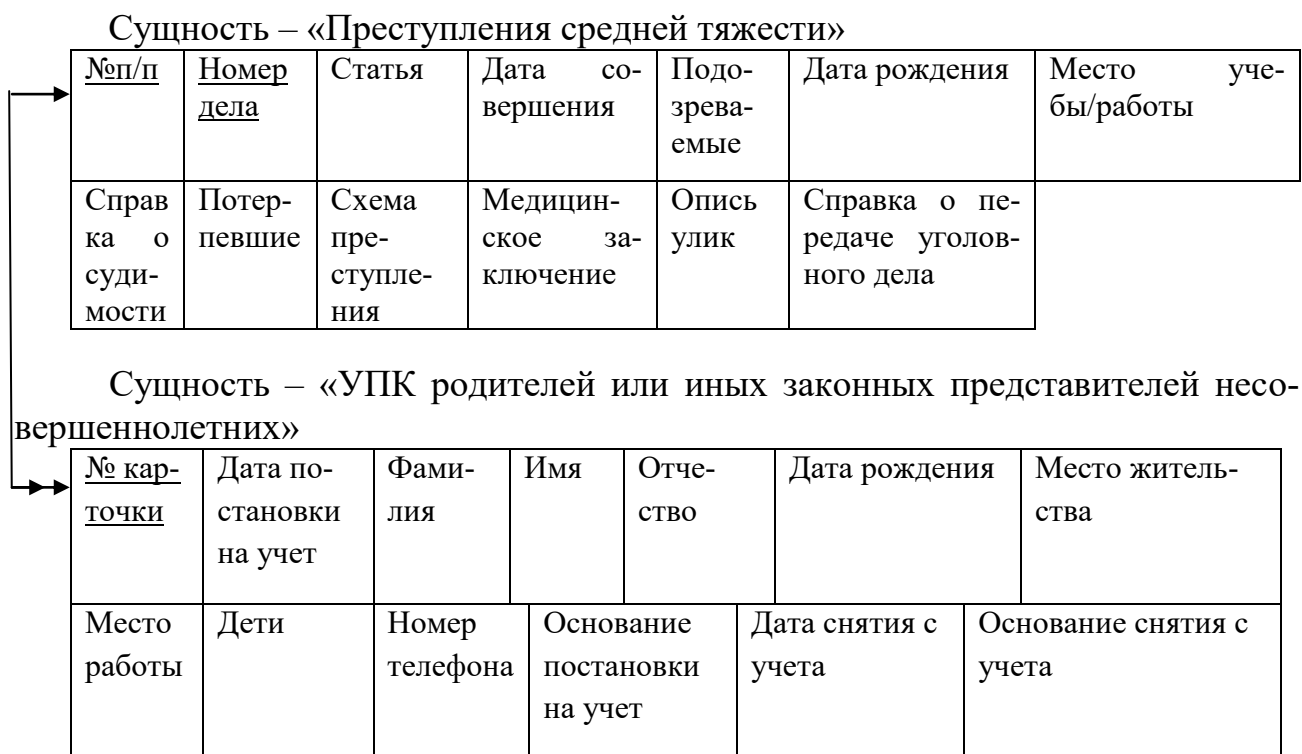 Сущность – «Преступления средней тяжести»
№п/п Номер дела Статья Дата со-вершения Подо-зрева-емые Дата рождения Место уче-бы/работы
Справка о суди-мости Потер-певшие Схема пре-ступле-ния Медицин-ское за-ключение Опись улик Справка о пе-редаче уголов-ного дела
Сущность – «УПК родителей или иных законных представителей несо-
вершеннолетних»
№ кар-точки Дата по-становки на учет Фами-лия Имя Отче-ство Дата рождения Место житель-ства
Место работы Дети Номер телефона Основание постановки на учет Дата снятия с учета Основание снятия с учета